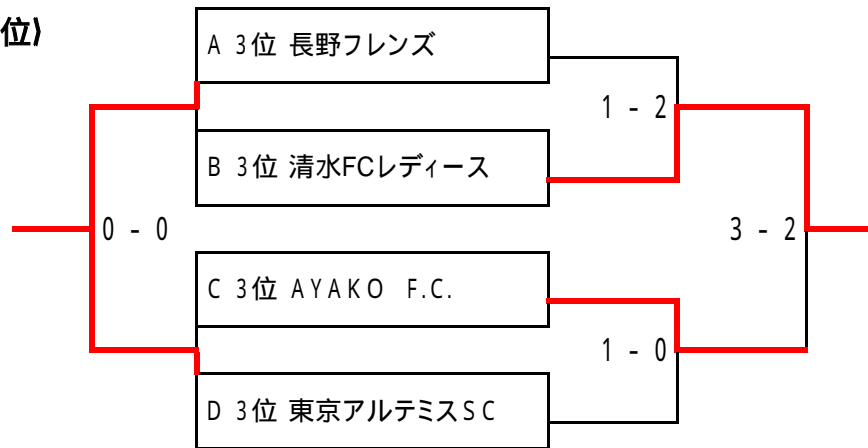 位)
A 3位 長野フレンズ
1 - 2
B 3位 清水FCレディース
0 - 0
3 - 2
C 3位 AYAKO F.C.
1 - 0
D 3位 東京アルテミスSC